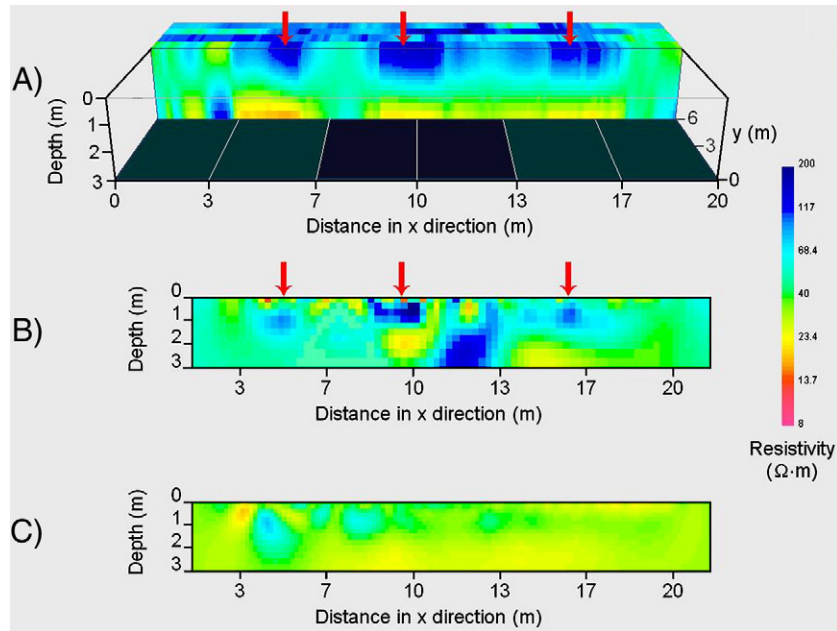 A)
0
1
2
3
Depth (m)
6
3
0
y (m)
0 3 7 10 13 17 20
Distance in x direction (m)
B)
0
1
2
3
Depth (m)
3 7 10 13 17 20
Distance in x direction (m)
200
117
68.4
40
23.4
13.7
8
Resistivity
(Ω·m)
C)
0
1
2
3
Depth (m)
3 7 10 13 17 20
Distance in x direction (m)